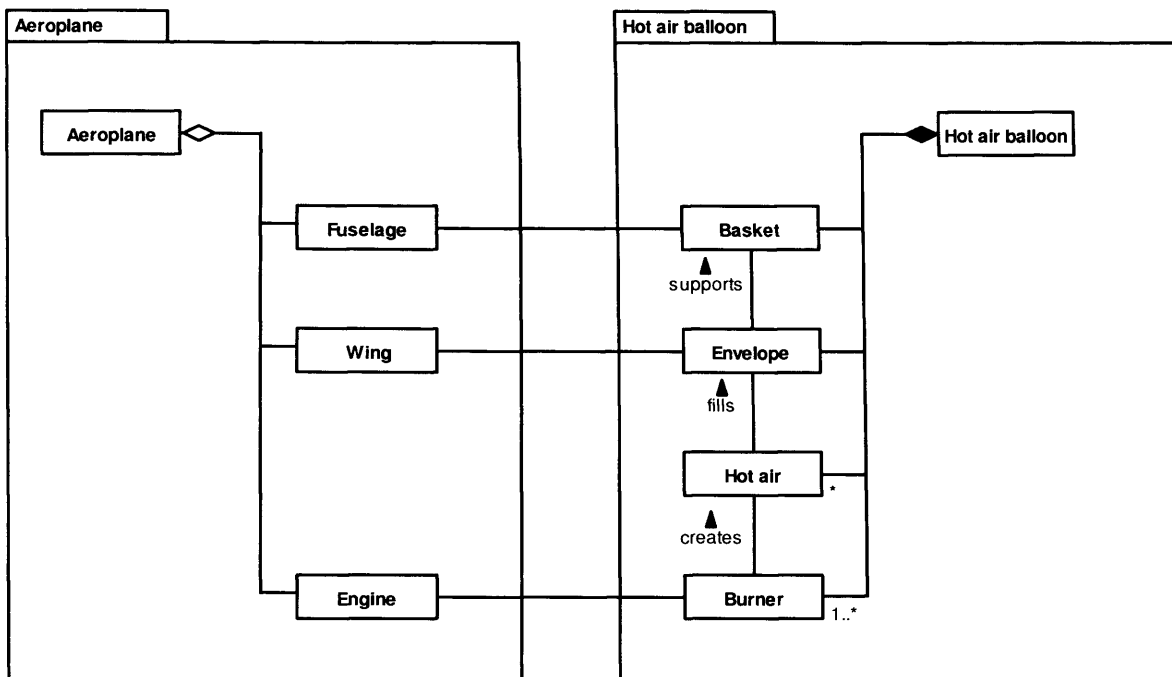 Aeroplane
Hot air balloon
Aeroplane
Hot air balloon
Fuselage
Basket
supports
Wing
Envelope
fills
Hot air
*
creates
Engine
Burner
1..*